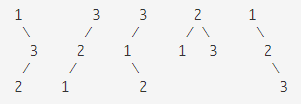 1 3 3 2 1
\ / / / \ \
3 2 1 1 3 2
/ / \ \
2 1 2 3